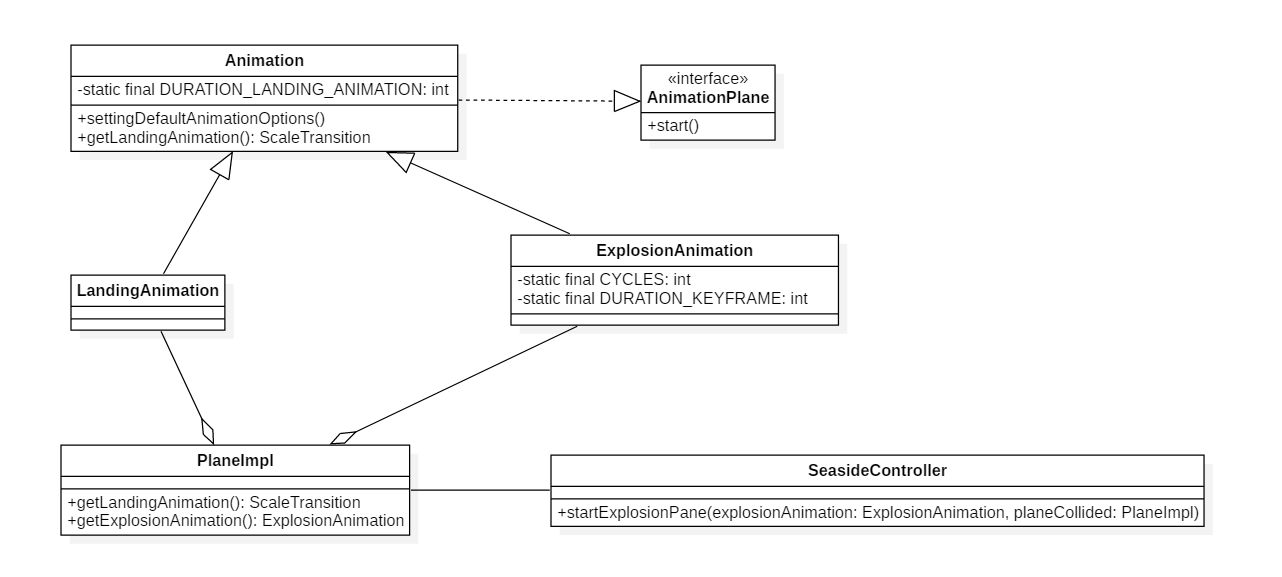 Animation
-static final DURATION_LANDING_ANIMATION: int
+settingDefaultAnimationOptions()
+getLandingAnimation(): ScaleTransition
«interface»
AnimationPlane
+start()
ExplosionAnimation
-static final CYCLES: int
-static final DURATION_KEYFRAME: int
LandingAnimation
PlaneImpl
+getLandingAnimation(): ScaleTransition
+getExplosionAnimation(): ExplosionAnimation
SeasideController
+startExplosionPane(explosionAnimation: ExplosionAnimation, planeCollided: PlaneImpl)